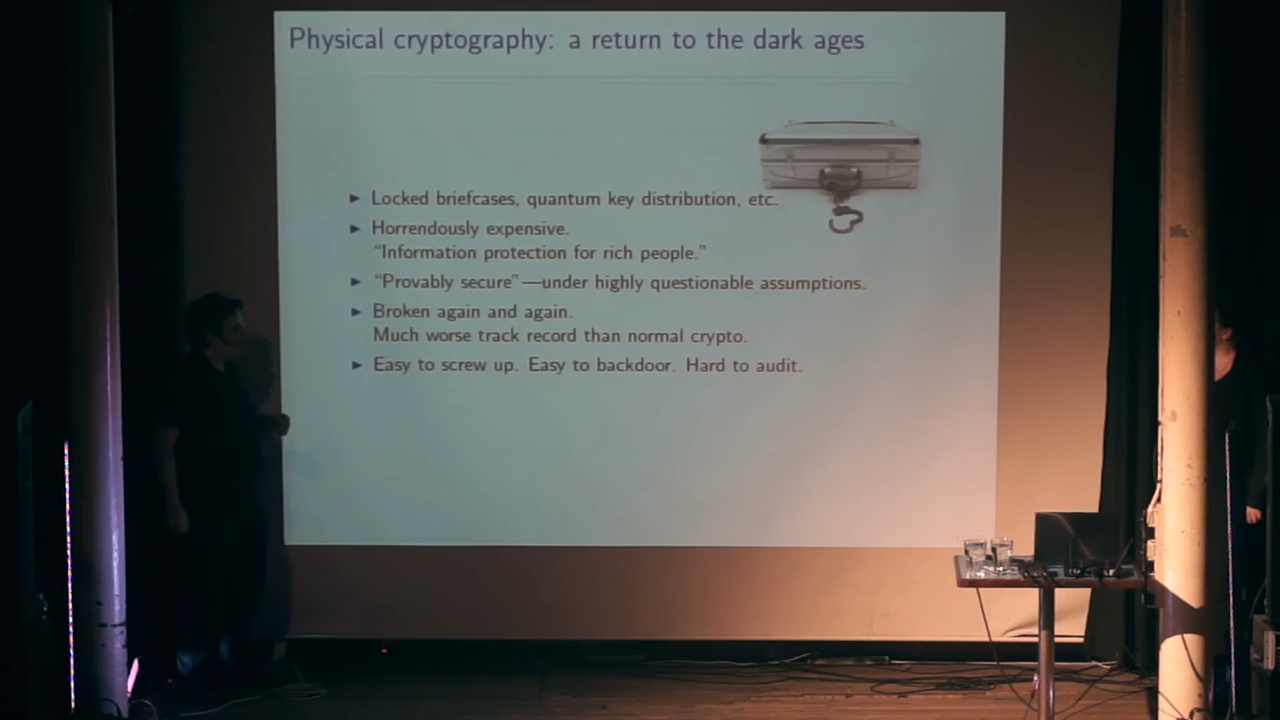 Physical cryptography: a return to the dark ages
► Locked briefcases, quantum key distribution, etc.
► Horrendously expensive.
“Information protection for rich people.”
► “Provably secure”—under highly questionable assumptions.
► Broken again and again.
Much worse track record than normal crypto.
► Easy to screw up. Easy to backdoor. Hard to audit.